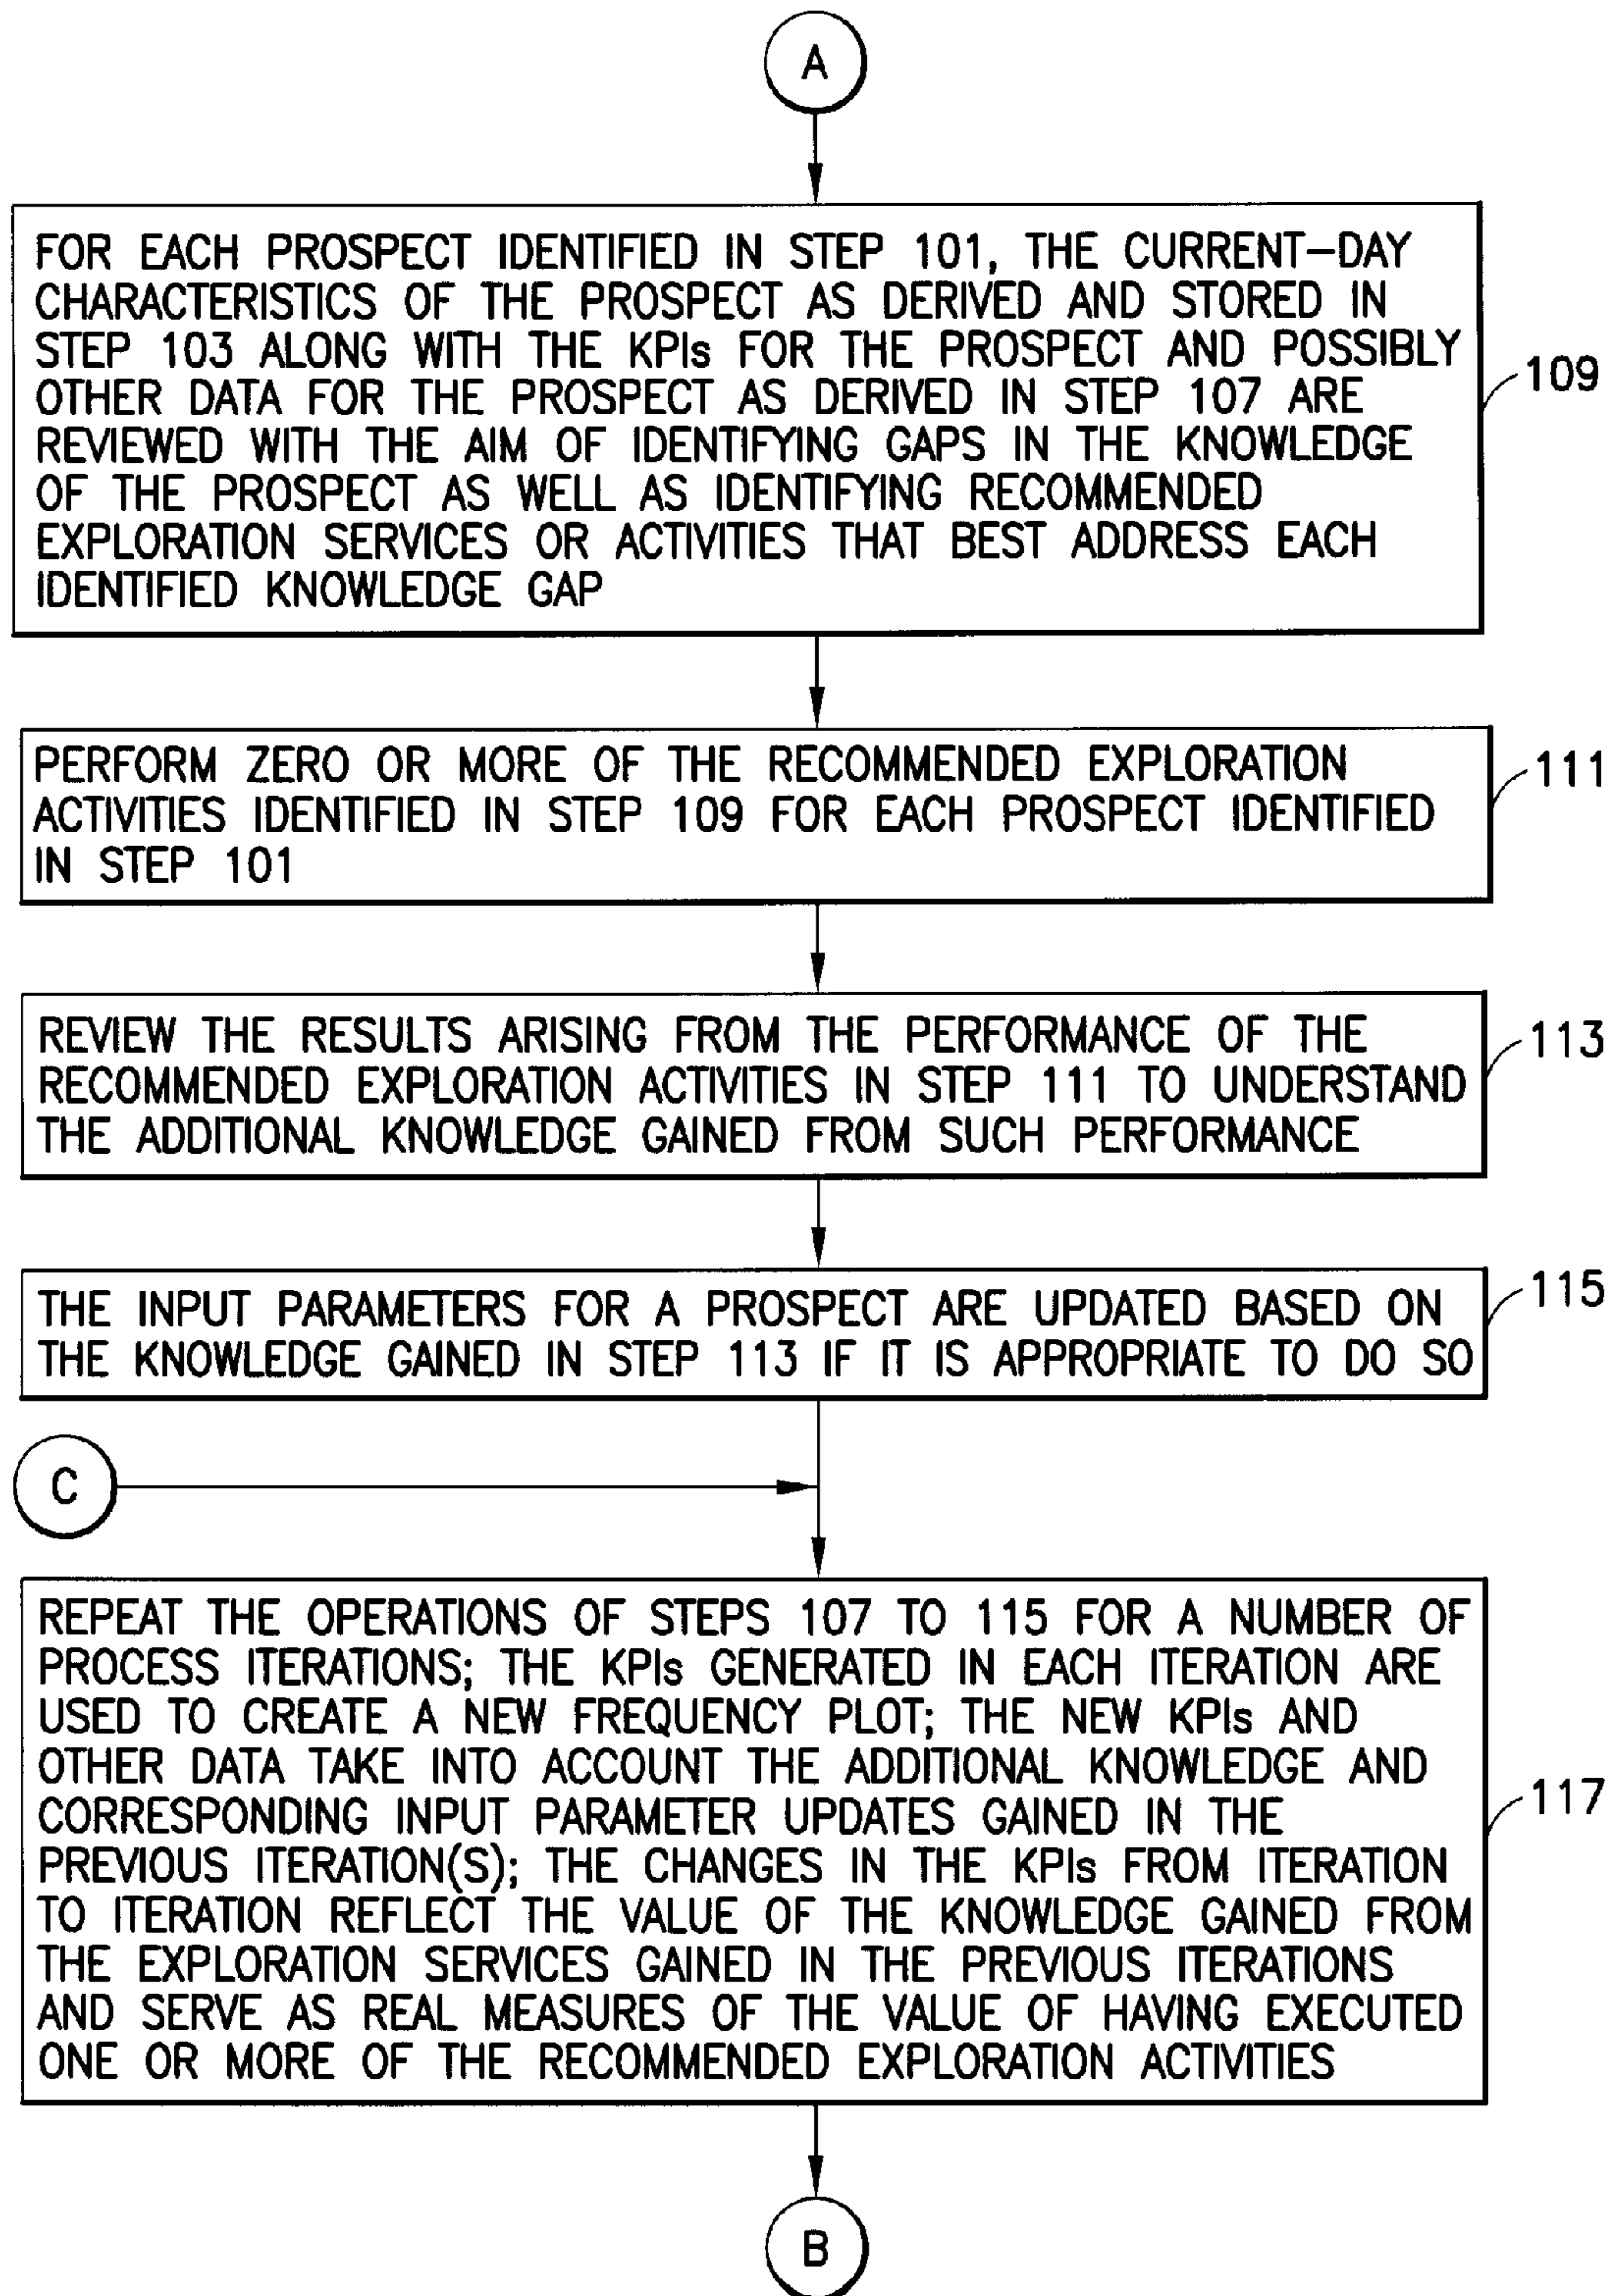 A
FOR EACH PROSPECT IDENTIFIED IN STEP 101, THE CURRENT-DAY
CHARACTERISTICS OF THE PROSPECT AS DERIVED AND STORED IN
STEP 103 ALONG WITH THE KPIs FOR THE PROSPECT AND POSSIBLY
OTHER DATA FOR THE PROSPECT AS DERIVED IN STEP 107 ARE
REVIEWED WITH THE AIM OF IDENTIFYING GAPS IN THE KNOWLEDGE
OF THE PROSPECT AS WELL AS IDENTIFYING RECOMMENDED
EXPLORATION SERVICES OR ACTIVITIES THAT BEST ADDRESS EACH
IDENTIFIED KNOWLEDGE GAP
109
PERFORM ZERO OR MORE OF THE RECOMMENDED EXPLORATION
ACTIVITIES IDENTIFIED IN STEP 109 FOR EACH PROSPECT IDENTIFIED
IN STEP 101
111
REVIEW THE RESULTS ARISING FROM THE PERFORMANCE OF THE
RECOMMENDED EXPLORATION ACTIVITIES IN STEP 111 TO UNDERSTAND
THE ADDITIONAL KNOWLEDGE GAINED FROM SUCH PERFORMANCE
113
THE INPUT PARAMETERS FOR A PROSPECT ARE UPDATED BASED ON
THE KNOWLEDGE GAINED IN STEP 113 IF IT IS APPROPRIATE TO DO SO
115
C
REPEAT THE OPERATIONS OF STEPS 107 TO 115 FOR A NUMBER OF
PROCESS ITERATIONS; THE KPIs GENERATED IN EACH ITERATION ARE
USED TO CREATE A NEW FREQUENCY PLOT; THE NEW KPIs AND
OTHER DATA TAKE INTO ACCOUNT THE ADDITIONAL KNOWLEDGE AND
CORRESPONDING INPUT PARAMETER UPDATES GAINED IN THE
PREVIOUS ITERATION(S); THE CHANGES IN THE KPIs FROM ITERATION
TO ITERATION REFLECT THE VALUE OF THE KNOWLEDGE GAINED FROM
THE EXPLORATION SERVICES GAINED IN THE PREVIOUS ITERATIONS
AND SERVE AS REAL MEASURES OF THE VALUE OF HAVING EXECUTED
ONE OR MORE OF THE RECOMMENDED EXPLORATION ACTIVITIES
117
B